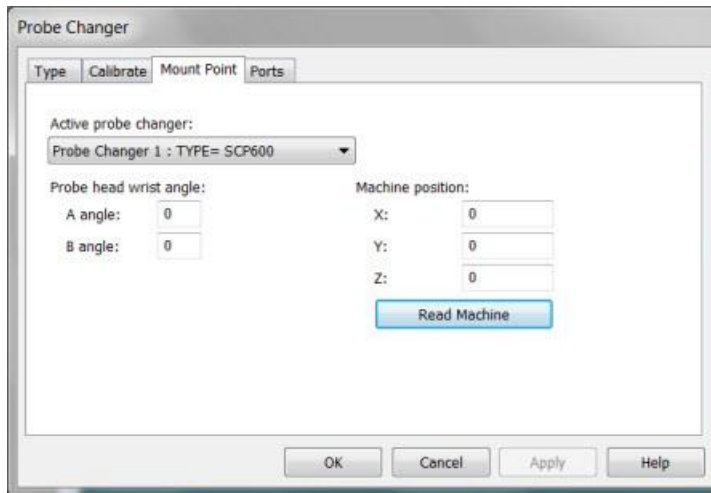 Probe Changer
Type Calibrate Mount Point Ports
Active probe changer:
Probe Changer 1 : TYPE= SCP600
Probe head wrist angle: Machine position:
A angle: 0 X: 0
B angle: 0 Y: 0
Z: 0
Read Machine
OK Cancel Apply Help